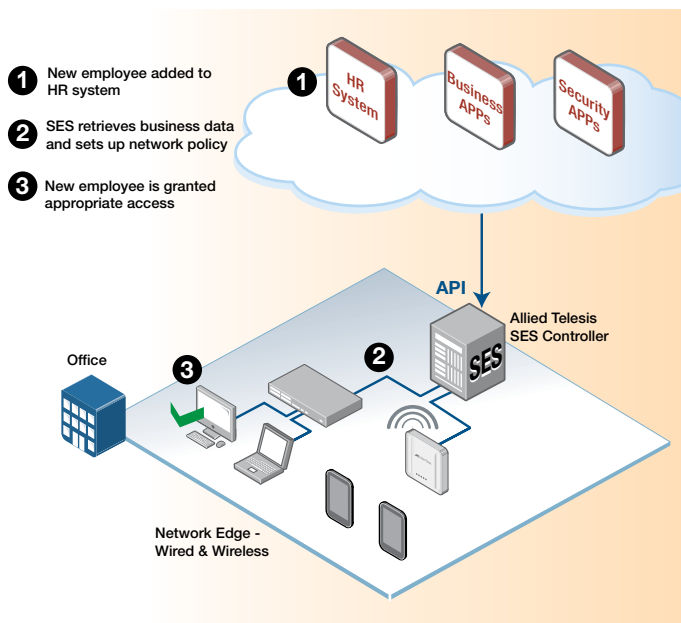 1 New employee added to
HR system
2 SES retrieves business data
and sets up network policy
3 New employee is granted
appropriate access
1
HR
System
Business
APPs
Security
APPs
API
Allied Telesis
SES Controller
SES
2
Office
3
Network Edge -
Wired & Wireless